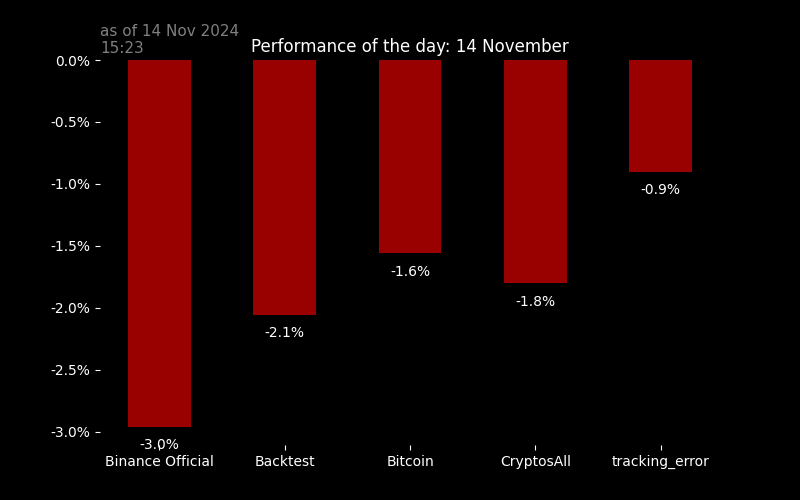 as of 14 Nov 2024
15:23
Performance of the day: 14 November
0.0%
-0.5%
-1.0%
-1.5%
-2.0%
-2.5%
-3.0%
-3.0%
-2.1%
-1.6%
-1.8%
-0.9%
Binance Official
Backtest
Bitcoin
CryptosAll
tracking_error